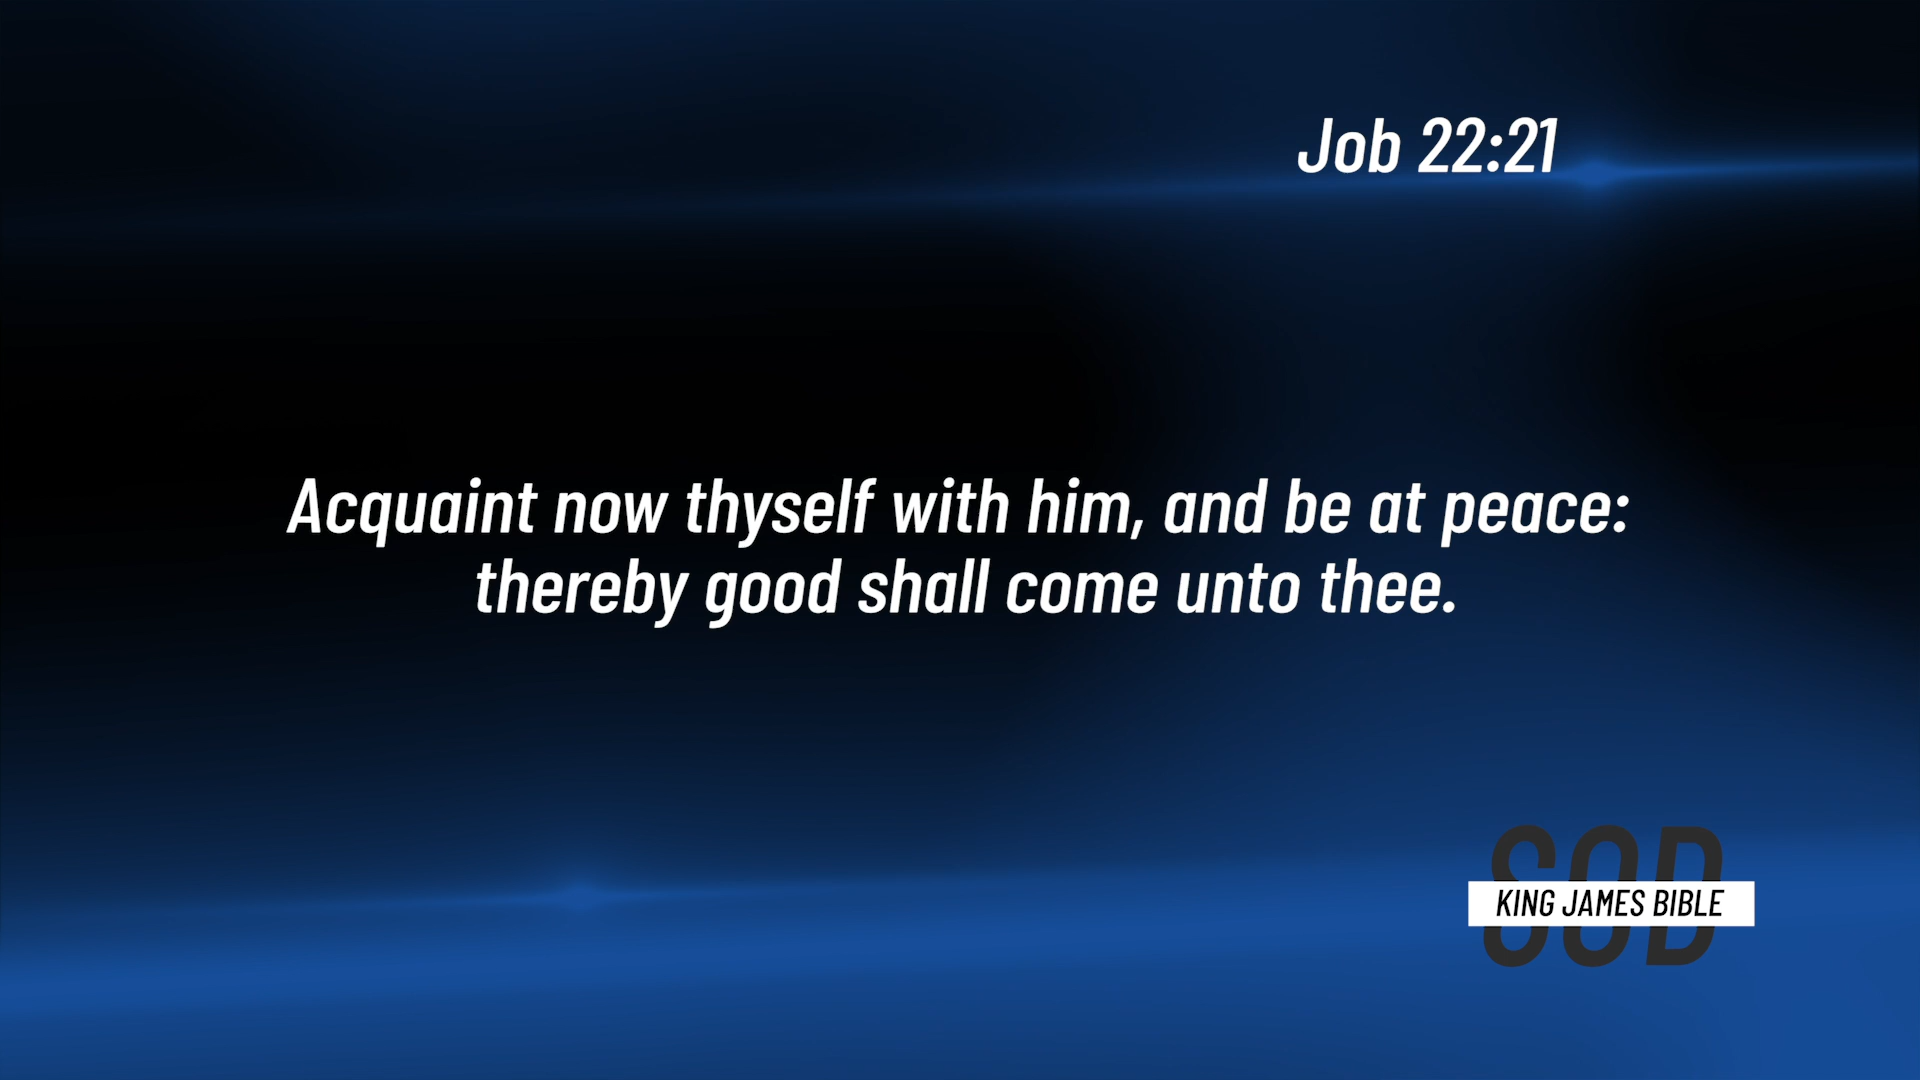 Job 22:21
Acquaint now thyself with him, and be at peace:
thereby good shall come unto thee.
SOD
KING JAMES BIBLE